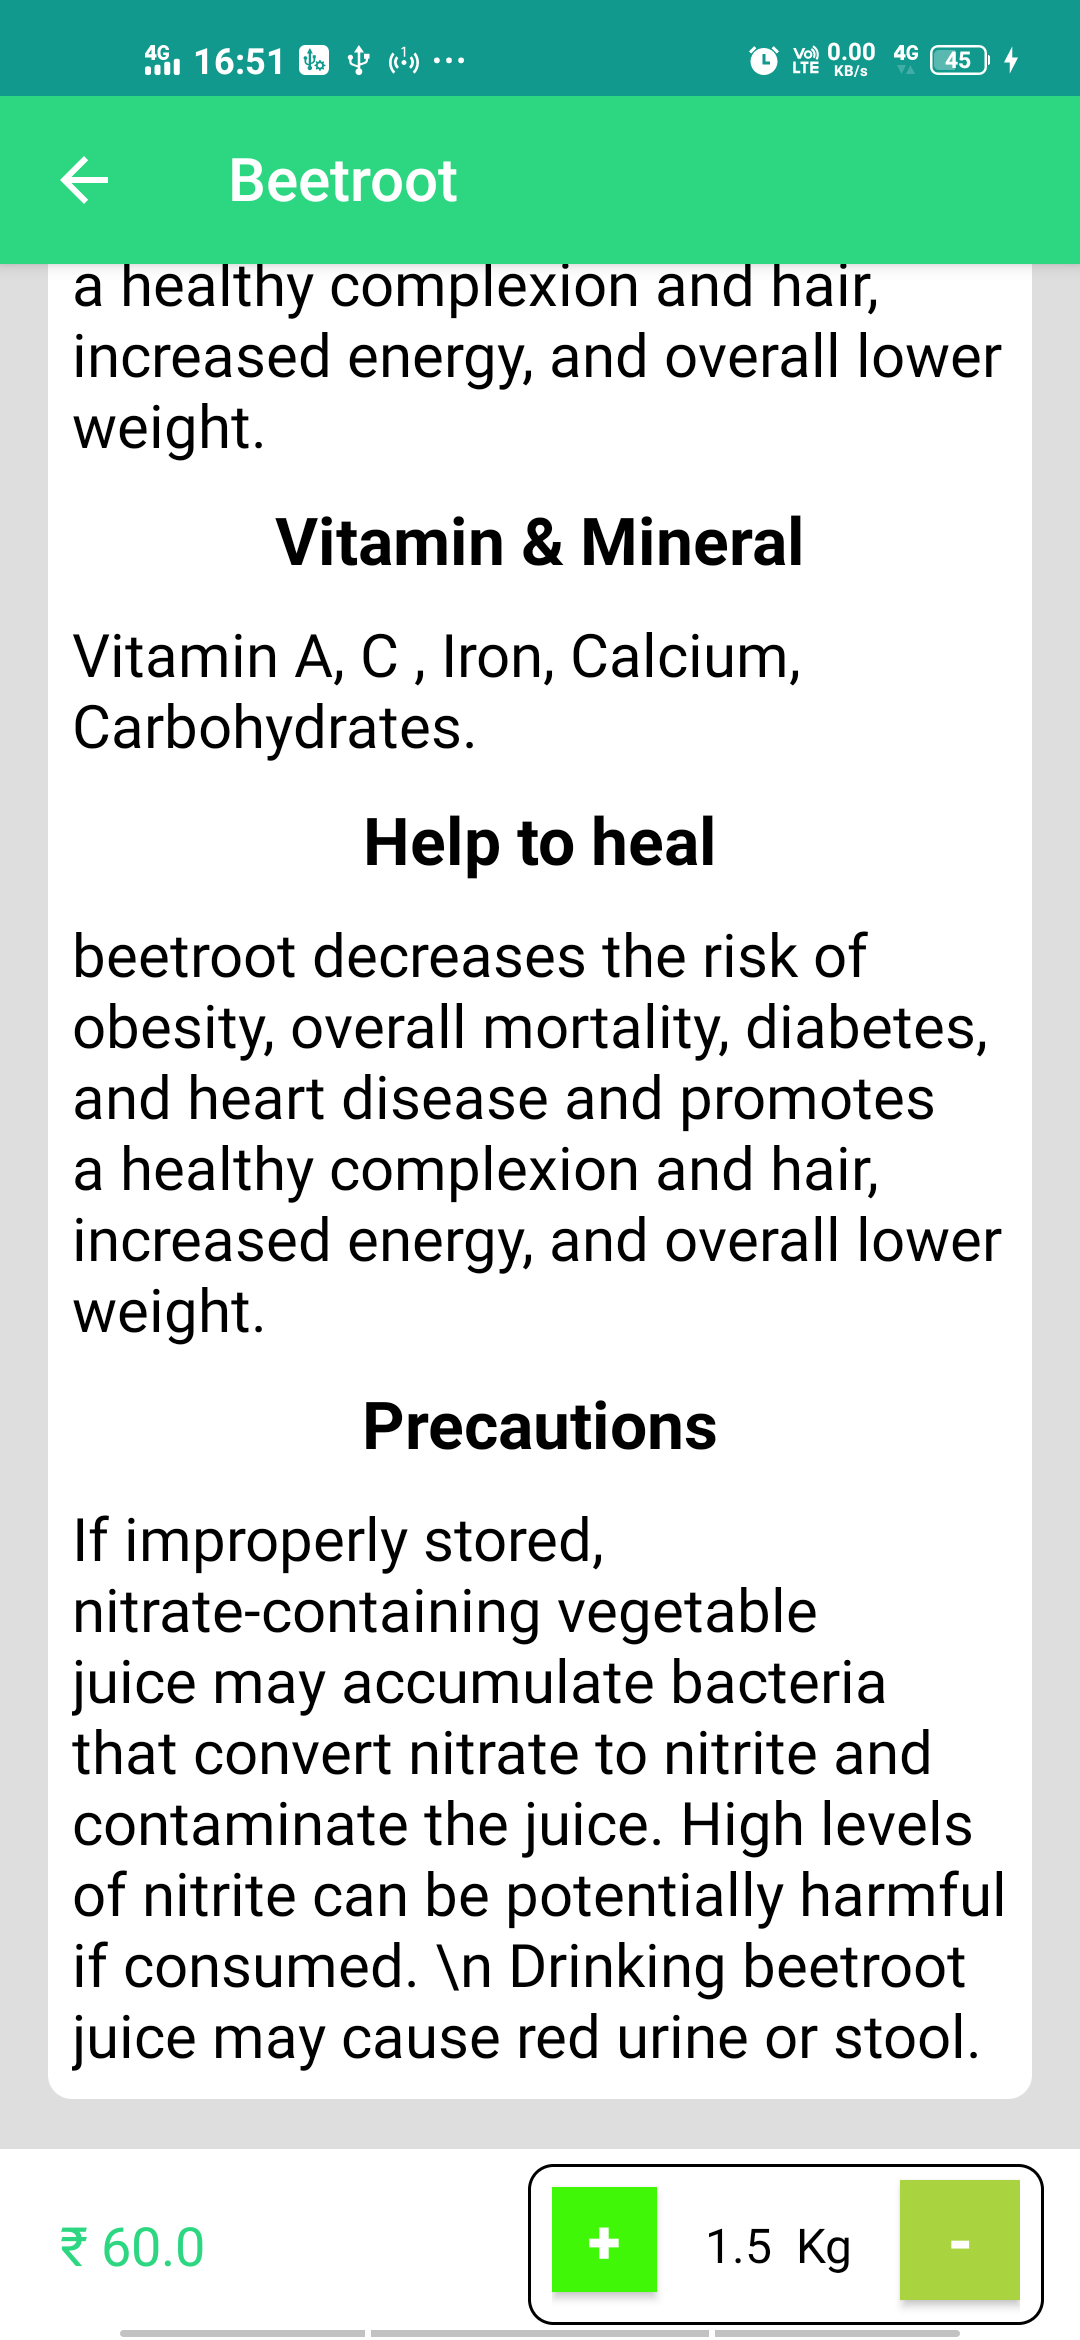 4G 16:51 1 ... Vo) LTE 0.00 KB/s 4G 45
Beetroot
a healthy complexion and hair,
increased energy, and overall lower
weight.
Vitamin & Mineral
Vitamin A, C , Iron, Calcium,
Carbohydrates.
Help to heal
beetroot decreases the risk of
obesity, overall mortality, diabetes,
and heart disease and promotes
a healthy complexion and hair,
increased energy, and overall lower
weight.
Precautions
If improperly stored,
nitrate-containing vegetable
juice may accumulate bacteria
that convert nitrate to nitrite and
contaminate the juice. High levels
of nitrite can be potentially harmful
if consumed. \n Drinking beetroot
juice may cause red urine or stool.
₹ 60.0 + 1.5 Kg -